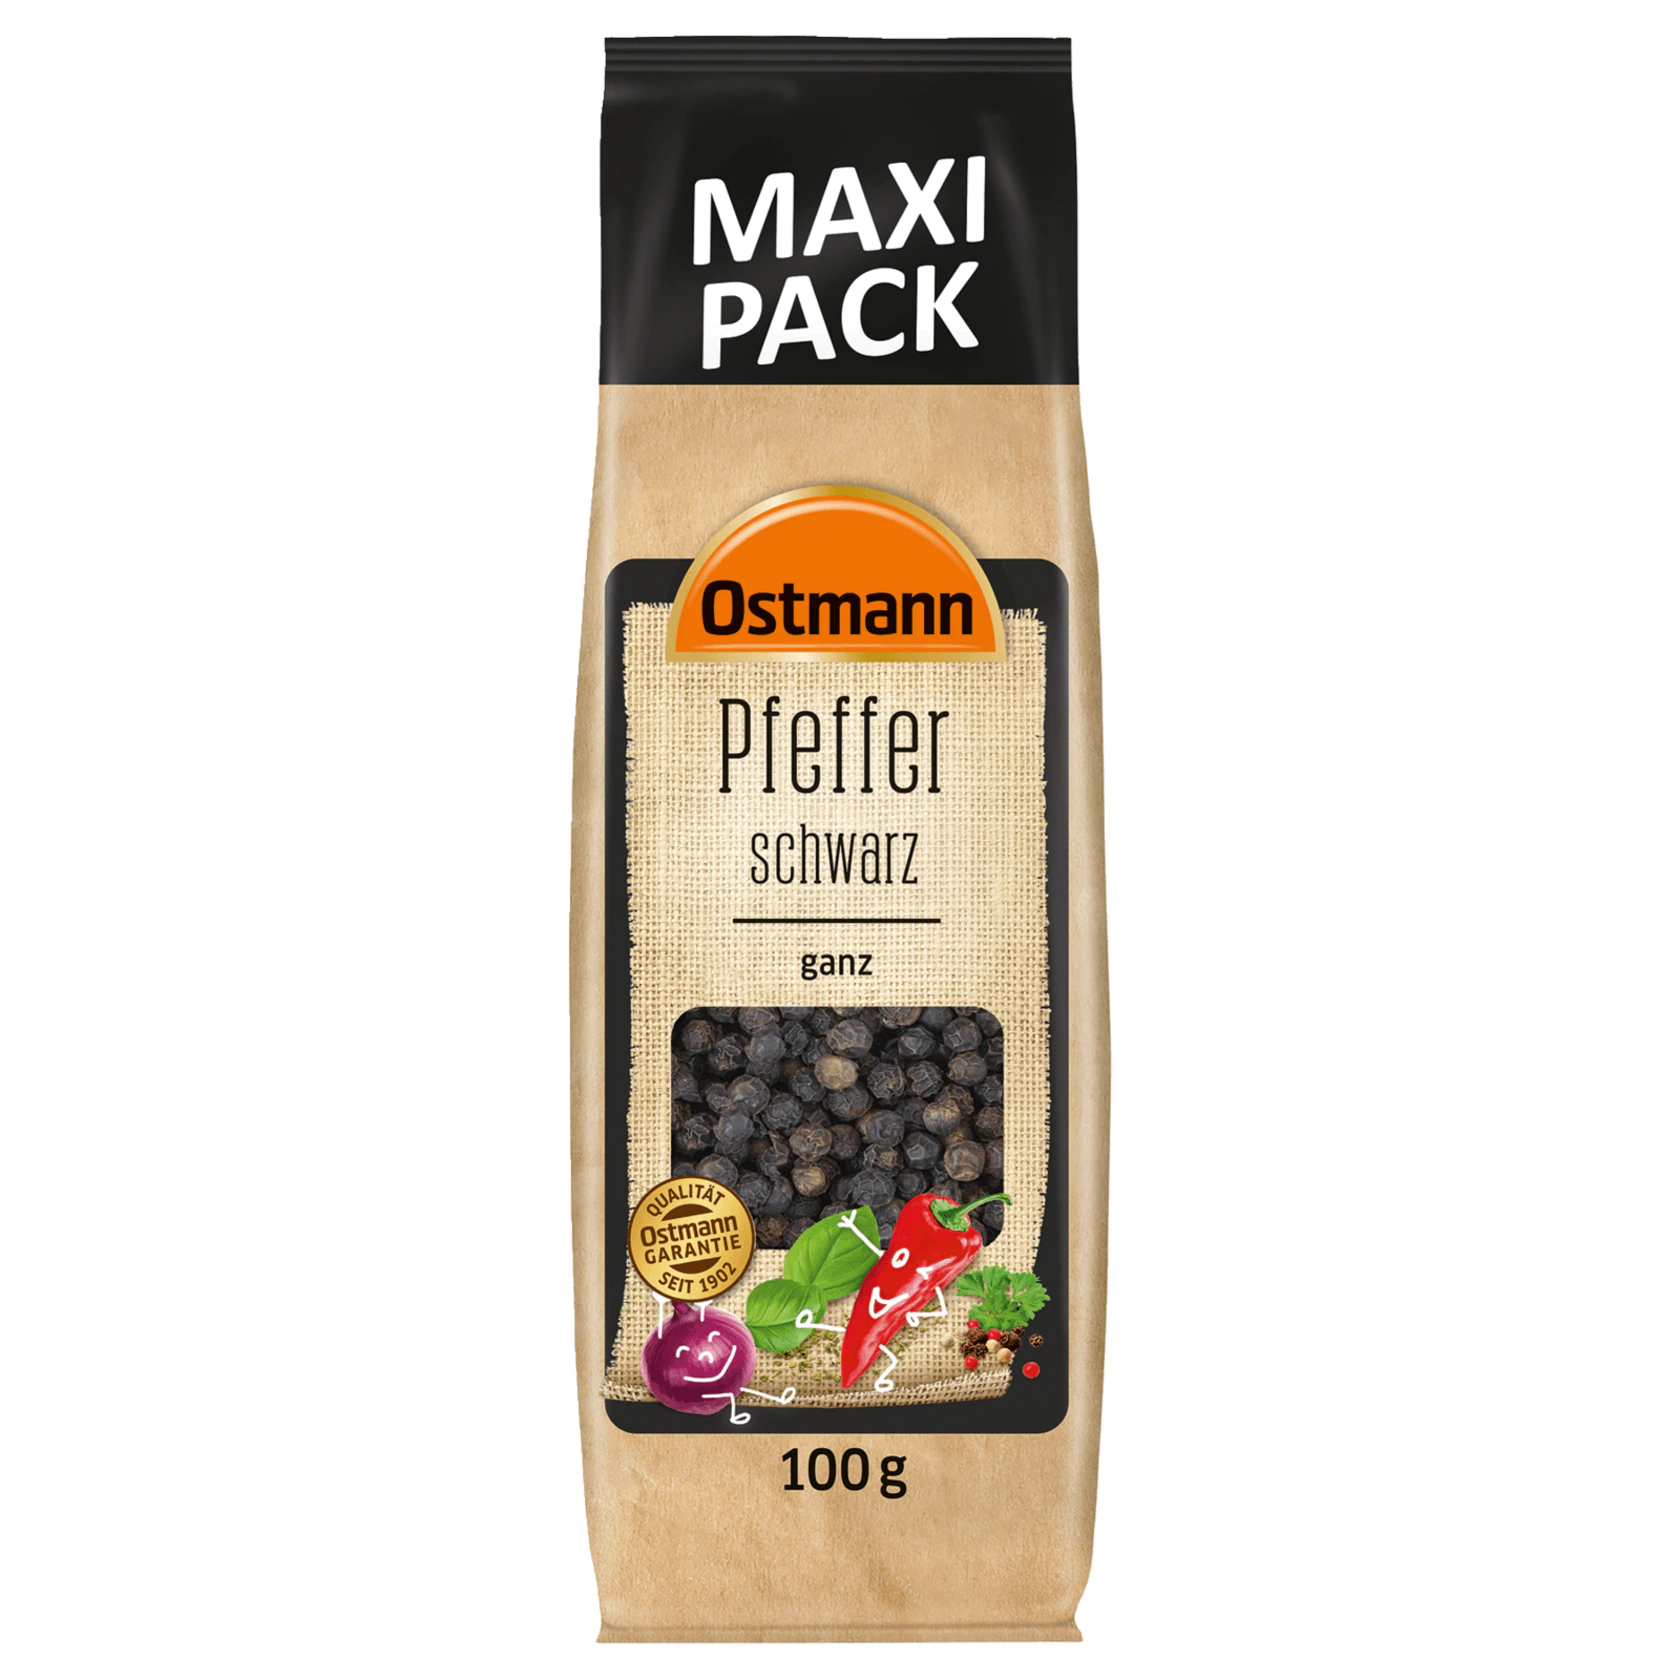 MAXI
PACK
Ostmann
Pfeffer
schwarz
ganz
QUALITÄT
Ostmann
GARANTIE
SEIT 1902
100 g